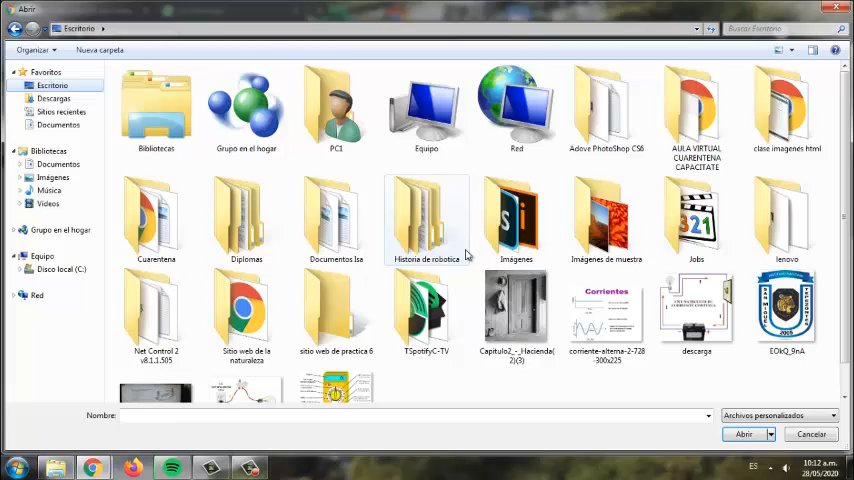 Abrir
Escritorio
Buscar Escritorio
Organizar
Nueva carpeta
Favoritos
Escritorio
Descargas
Sitios recientes
Documentos
Bibliotecas
Documentos
Imágenes
Música
Vídeos
Grupo en el hogar
Equipo
Disco local (C:)
Red
Bibliotecas
Grupo en el hogar
PC1
Equipo
Red
Adove PhotoShop CS6
AULA VIRTUAL
CUARENTENA
CAPACITATE
clase imagenes html
Cuarentena
Diplomas
Documentos Isa
Historia de robotica
Imágenes
Imágenes de muestra
Jobs
lenovo
Net Control 2
v8.1.1.505
Sitio web de la
naturaleza
sitio web de practica 6
TSpotifyC-TV
Capitulo2_-_Hacienda(
2)(3)
Corrientes
corriente-alterna-2-728
-300x225
descarga
EOkQ_9nA
Nombre:
Archivos personalizados
Abrir
Cancelar
ES
10:12 a.m.
28/05/2020